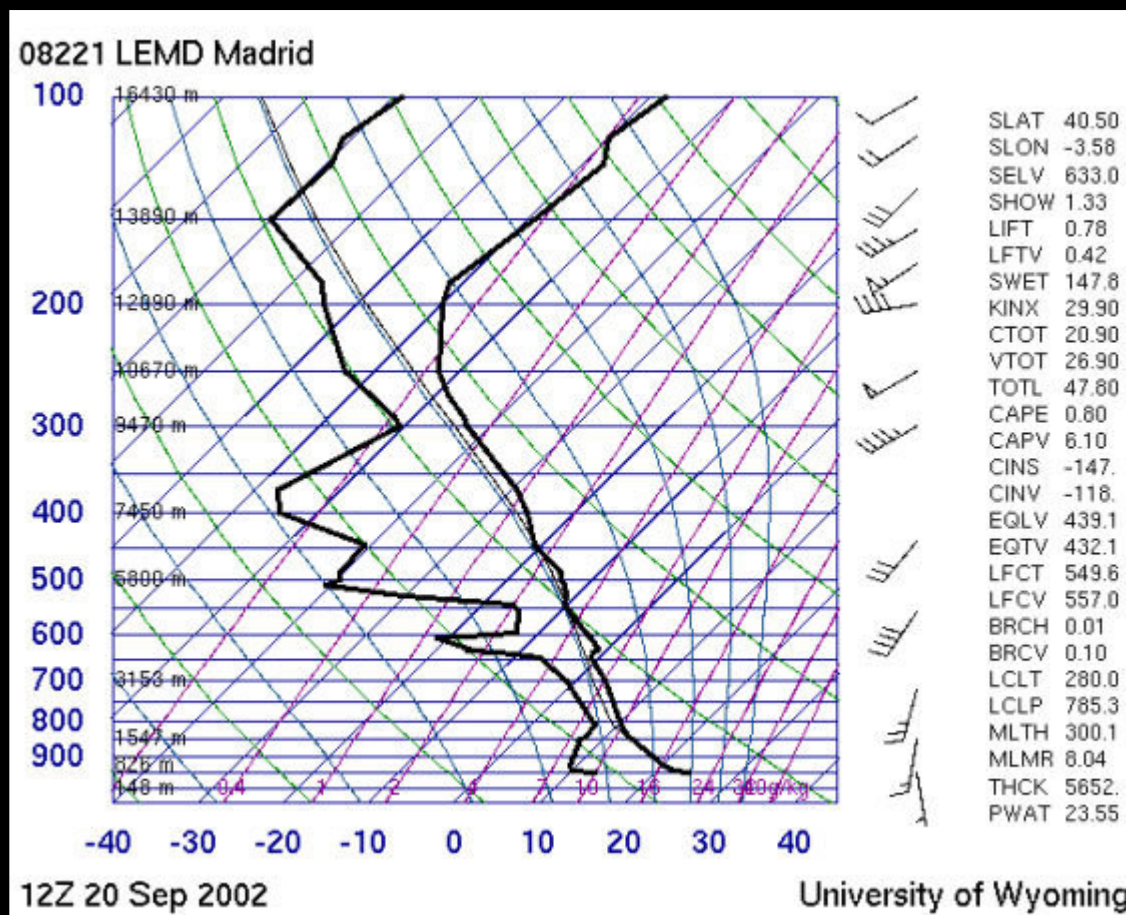 08221 LEMD Madrid
100 16430 m
13890 m
200 12090 m
10670 m
300 9470 m
400 7450 m
500 5800 m
600
700 3153 m
800
1547 m
900
826 m
148 m
0.4 1 2 4 7 10 16 24 32 40g/kg
-40 -30 -20 -10 0 10 20 30 40
12Z 20 Sep 2002 University of Wyoming
SLAT 40.50
SLON -3.58
SELV 633.0
SHOW 1.33
LIFT 0.78
LFTV 0.42
SWET 147.8
KINX 29.90
CTOT 20.90
VTOT 26.90
TOTL 47.80
CAPE 0.80
CAPV 6.10
CINS -147.
CINV -118.
EQLV 439.1
EQTV 432.1
LFCT 549.6
LFCV 557.0
BRCH 0.01
BRCV 0.10
LCLT 280.0
LCLP 785.3
MLTH 300.1
MLMR 8.04
THCK 5652.
PWAT 23.55